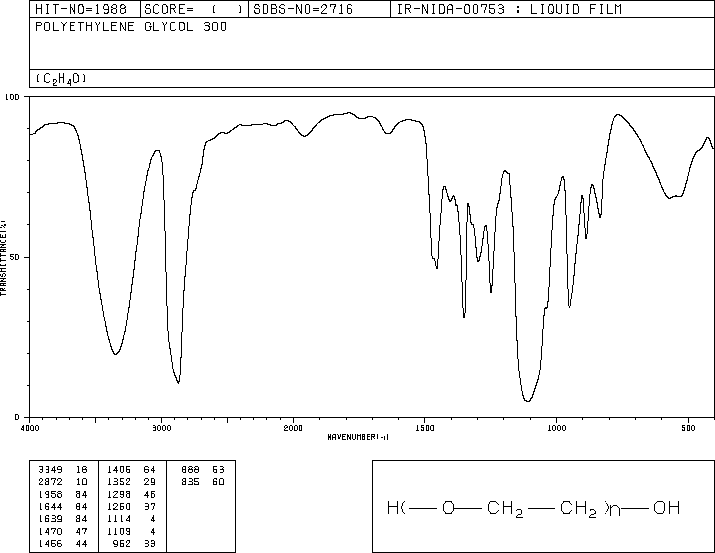 HIT-NO=1988 SCORE= ( ) SDBS-NO=2716 IR-NIDA-00753 : LIQUID FILM
POLYETHYLENE GLYCOL 300
(C2H4O)
100
50
0
TRANSMITTANCE(%)
4000 3000 2000 1500 1000 500
WAVENUMBER(-1)
3349 18 1406 64 888 53
2872 10 1352 29 835 60
1958 84 1298 46
1644 84 1250 37
1639 84 1114 4
1470 47 1109 4
1456 44 952 33
H( O CH2 CH2 )n OH